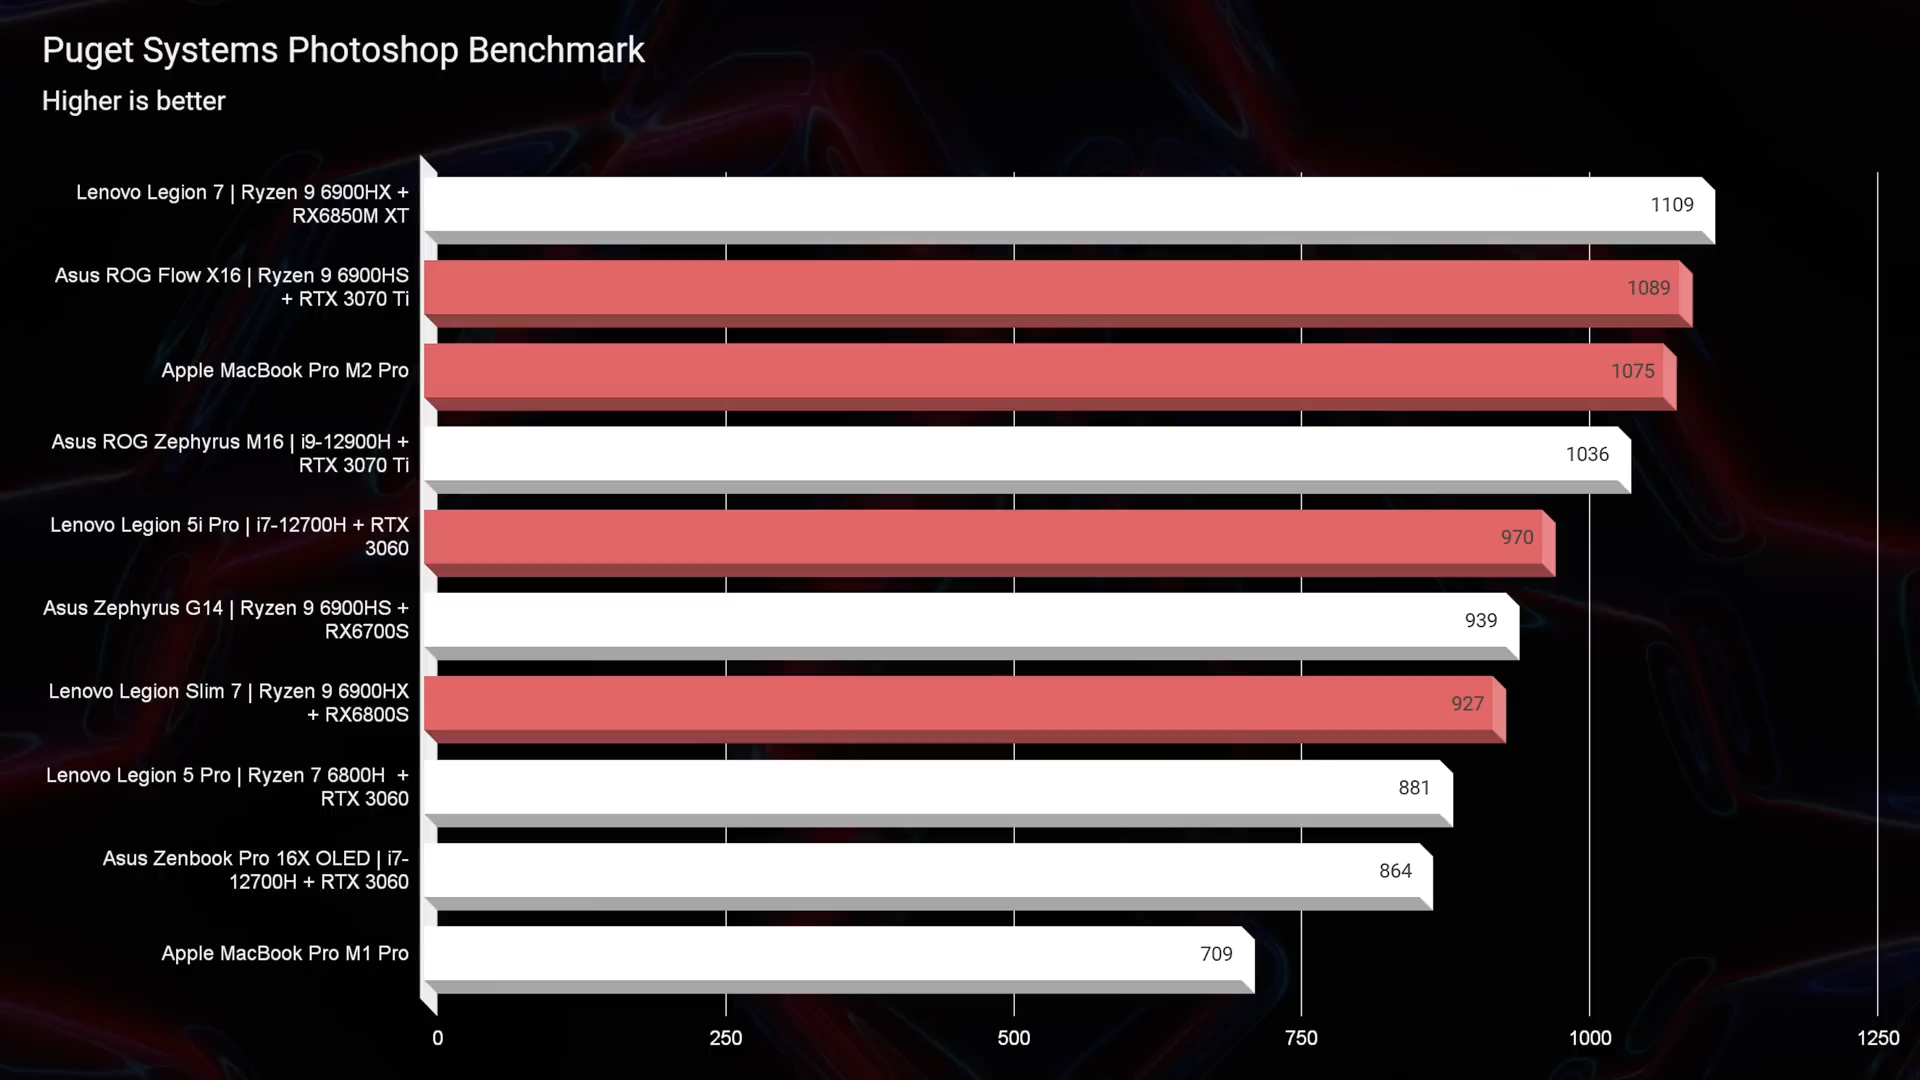 Puget Systems Photoshop Benchmark
Higher is better
Lenovo Legion 7 | Ryzen 9 6900HX +
RX6850M XT
1109
Asus ROG Flow X16 | Ryzen 9 6900HS
+ RTX 3070 Ti
1089
Apple MacBook Pro M2 Pro
1075
Asus ROG Zephyrus M16 | i9-12900H +
RTX 3070 Ti
1036
Lenovo Legion 5i Pro | i7-12700H + RTX
3060
970
Asus Zephyrus G14 | Ryzen 9 6900HS +
RX6700S
939
Lenovo Legion Slim 7 | Ryzen 9 6900HX
+ RX6800S
927
Lenovo Legion 5 Pro | Ryzen 7 6800H  +
RTX 3060
881
Asus Zenbook Pro 16X OLED | i7-
12700H + RTX 3060
864
Apple MacBook Pro M1 Pro
709
0 250 500 750 1000 1250